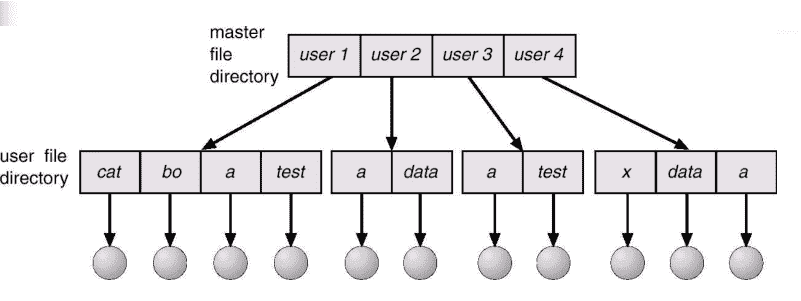 master
file
directory
user 1 user 2 user 3 user 4
user file
directory
cat bo a test a data a test x data a